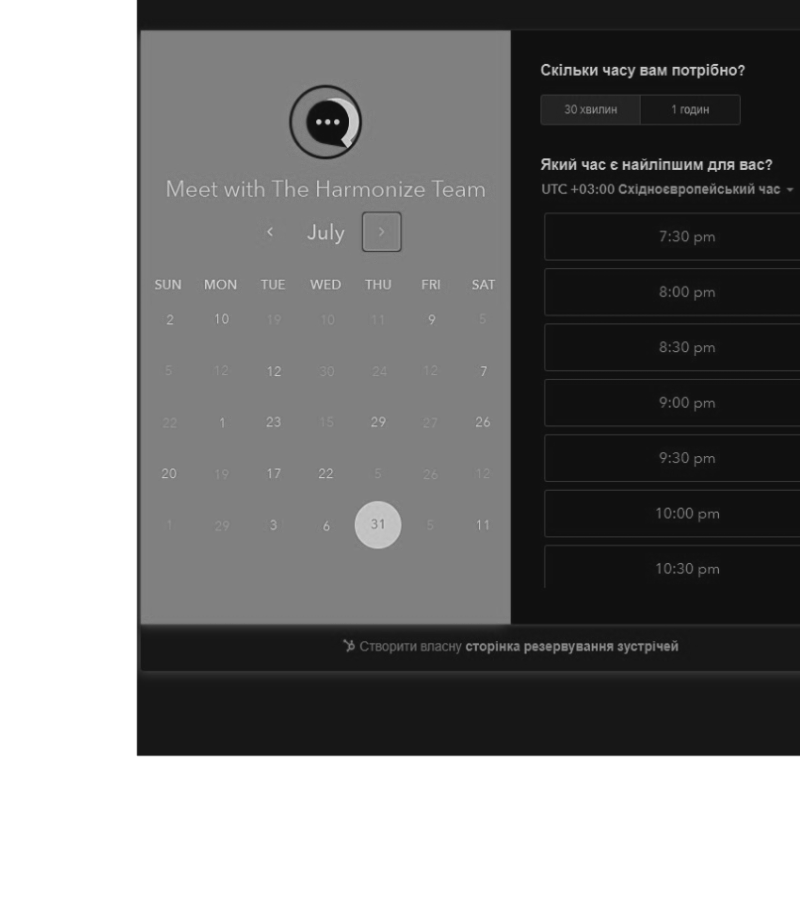 Meet with The Harmonize Team
July
SUN MON TUE WED THU FRI SAT
2 10 19 10 11 9 5
5 12 12 30 24 12 7
22 1 23 15 29 27 26
20 19 17 22 5 26 12
1 29 3 6 31 5 11
Скільки часу вам потрібно?
30 хвилин 1 годин
Який час є найліпшим для вас?
UTC +03:00 Східноєвропейський час
7:30 pm
8:00 pm
8:30 pm
9:00 pm
9:30 pm
10:00 pm
10:30 pm
Створити власну сторінка резервування зустрічей